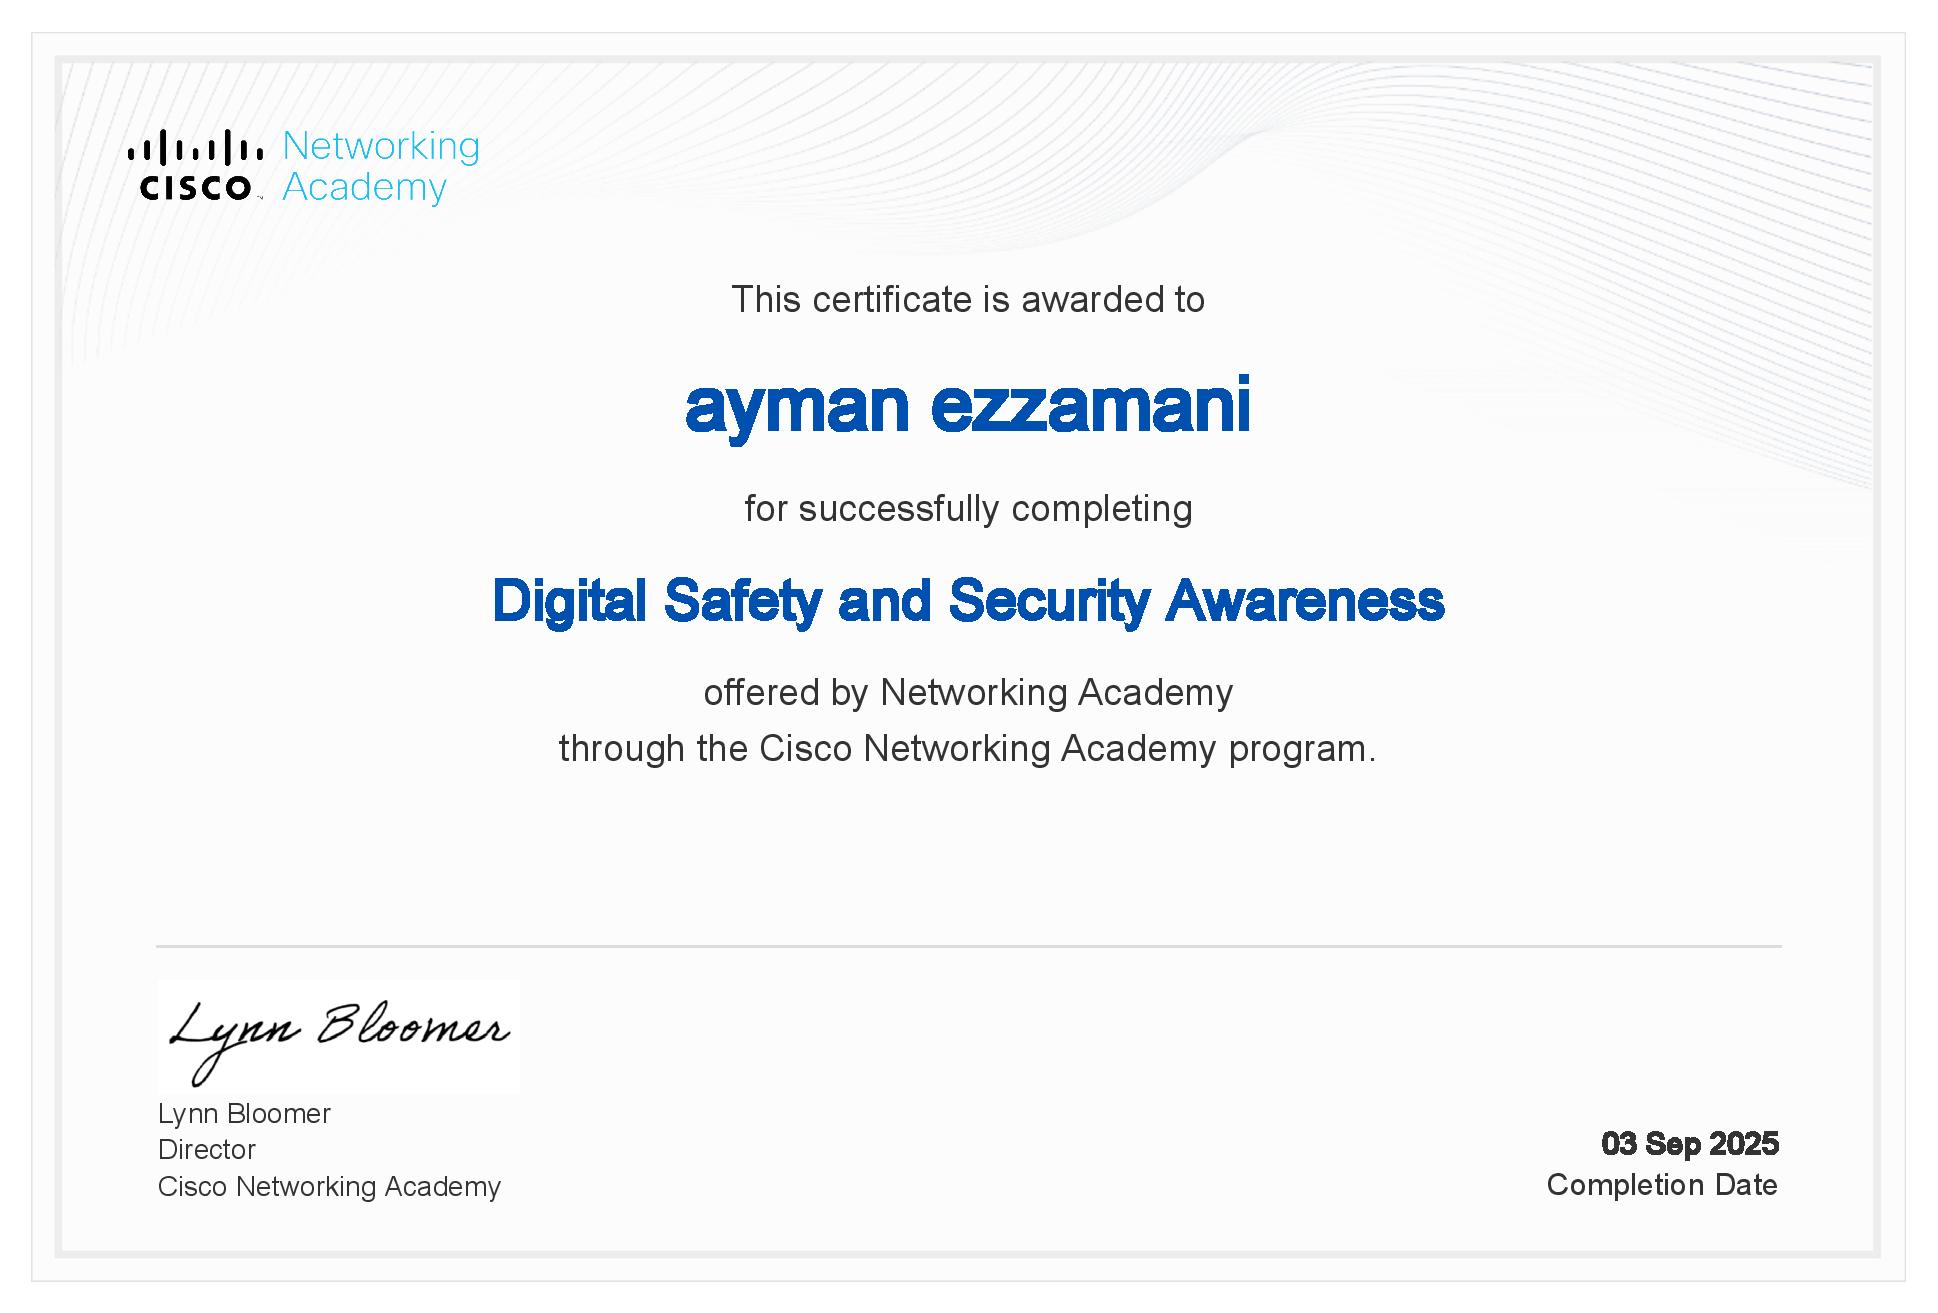 Networking
Academy
CISCO
This certificate is awarded to
ayman ezzamani
for successfully completing
Digital Safety and Security Awareness
offered by Networking Academy
through the Cisco Networking Academy program.
Lynn Bloomer
Lynn Bloomer
Director
Cisco Networking Academy
03 Sep 2025
Completion Date